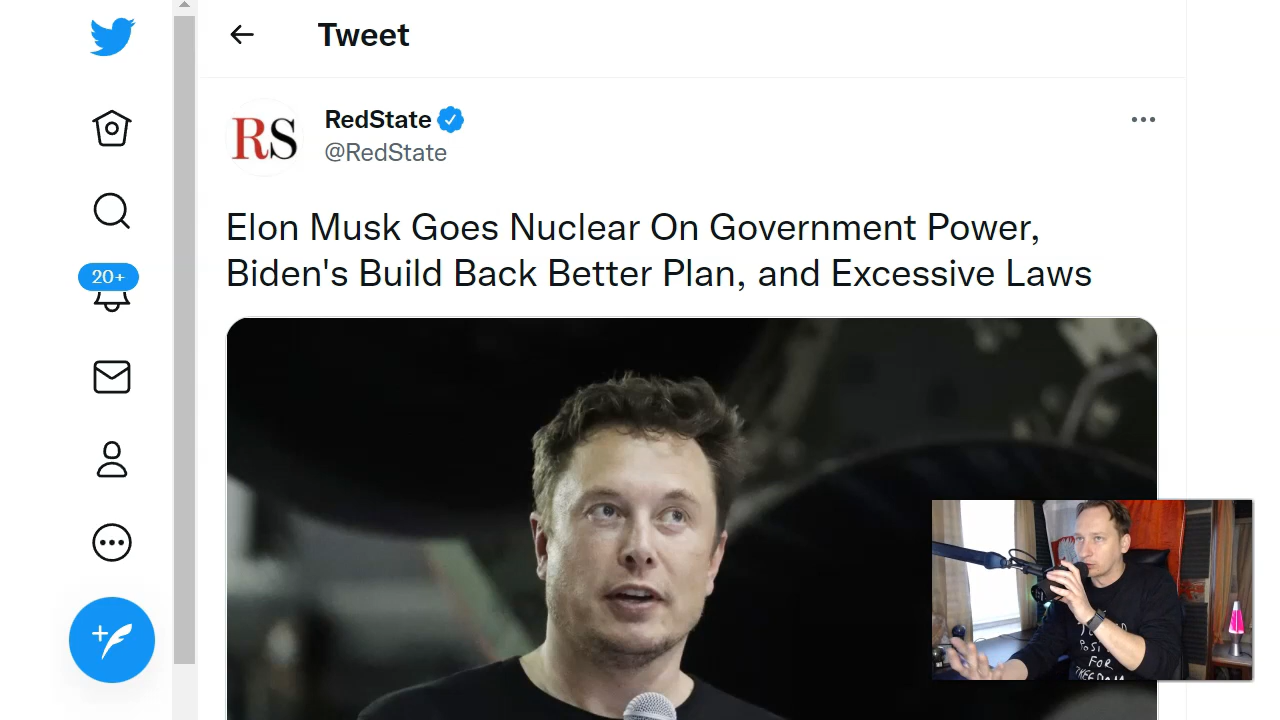 Tweet
RS
RedState
@RedState
Elon Musk Goes Nuclear On Government Power,
Biden's Build Back Better Plan, and Excessive Laws
20+
FOR